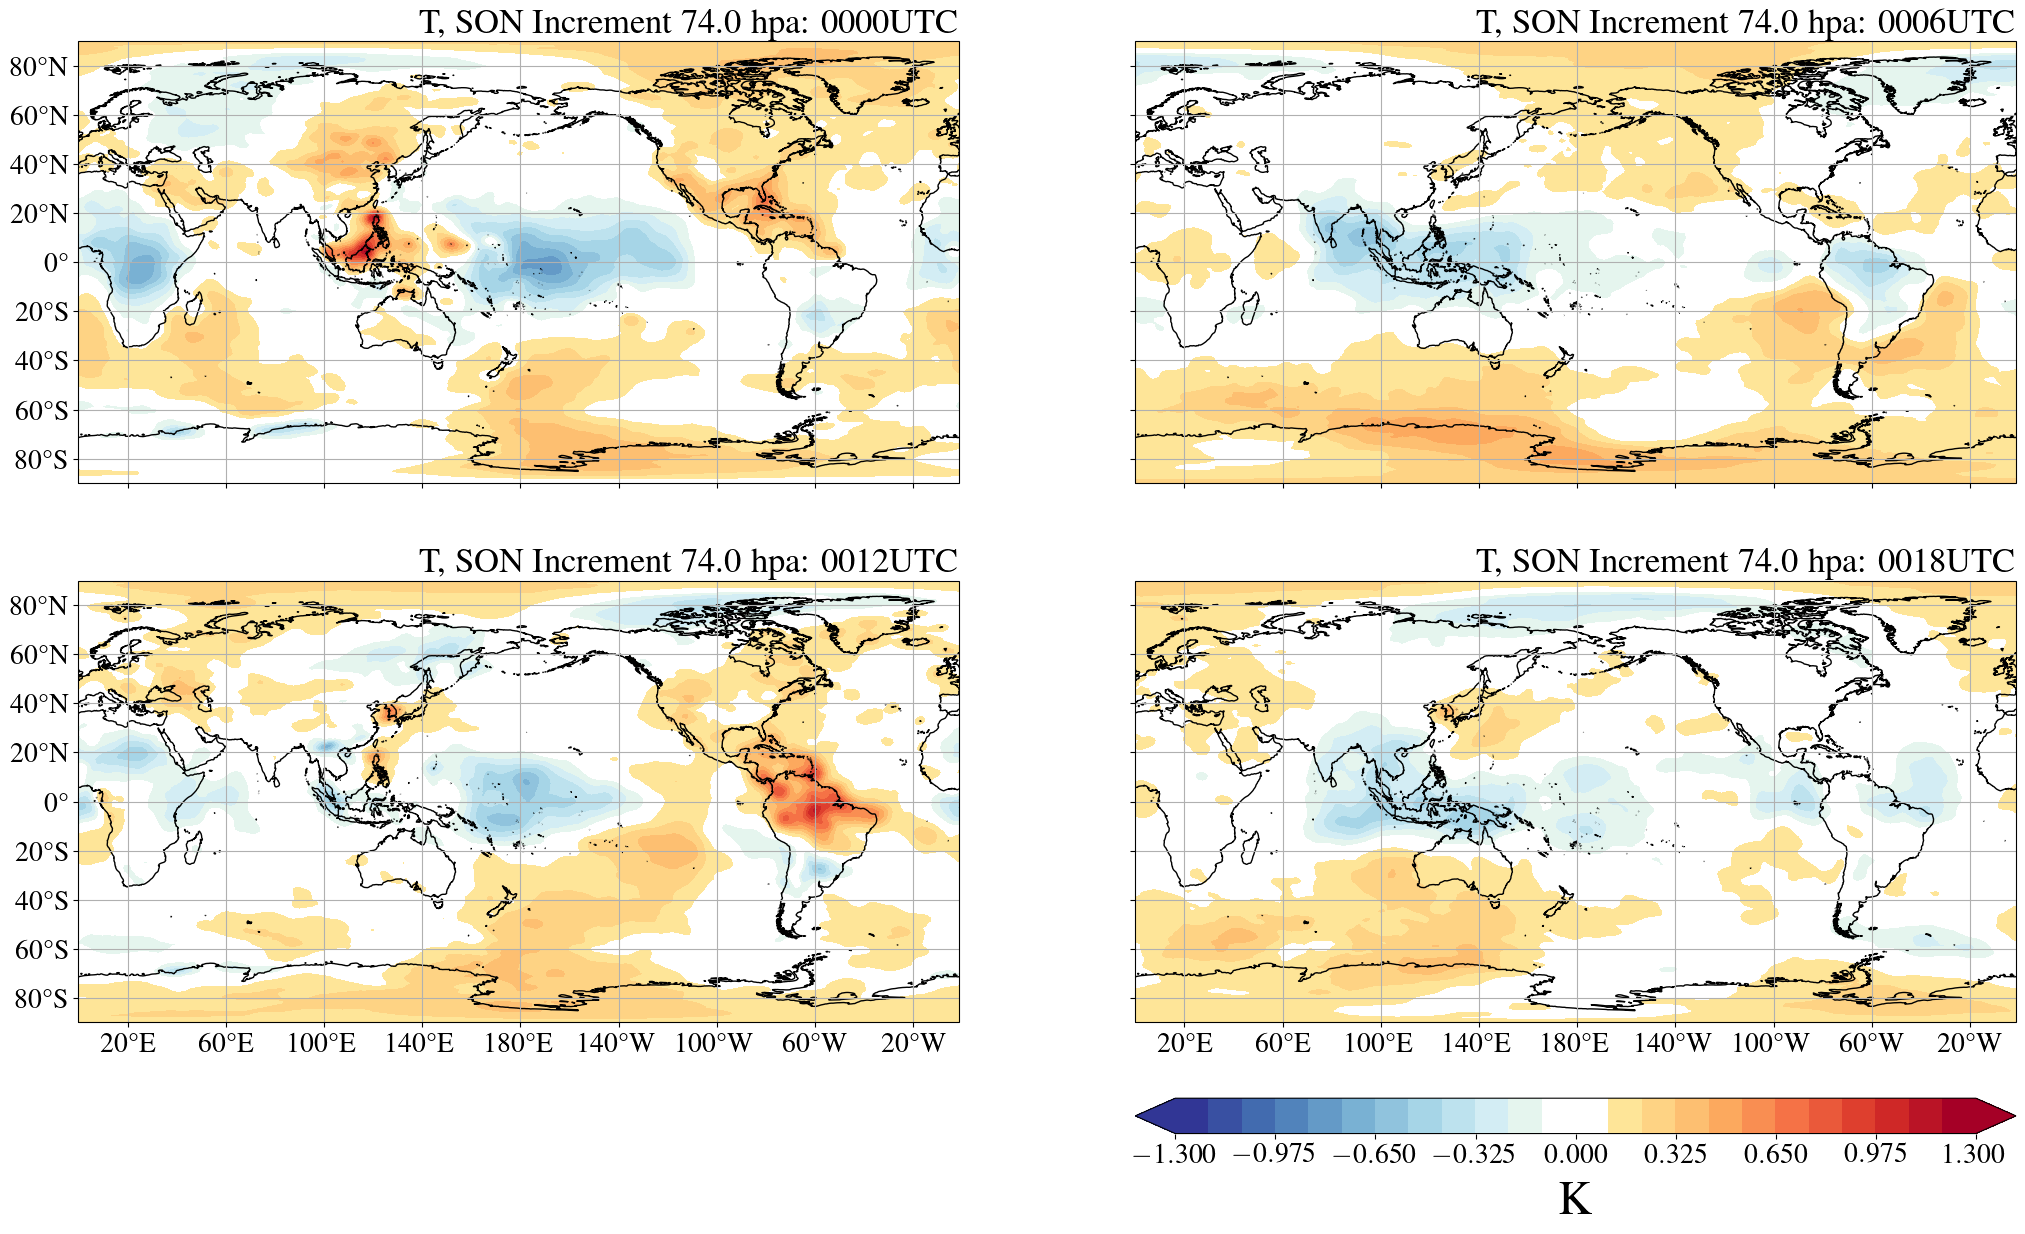 T, SON Increment 74.0 hpa: 0000UTC
T, SON Increment 74.0 hpa: 0006UTC
80°N
60°N
40°N
20°N
0°
20°S
40°S
60°S
80°S
T, SON Increment 74.0 hpa: 0012UTC
T, SON Increment 74.0 hpa: 0018UTC
80°N
60°N
40°N
20°N
0°
20°S
40°S
60°S
80°S
20°E 60°E 100°E 140°E 180°E 140°W 100°W 60°W 20°W
20°E 60°E 100°E 140°E 180°E 140°W 100°W 60°W 20°W
−1.300 −0.975 −0.650 −0.325 0.000 0.325 0.650 0.975 1.300
K